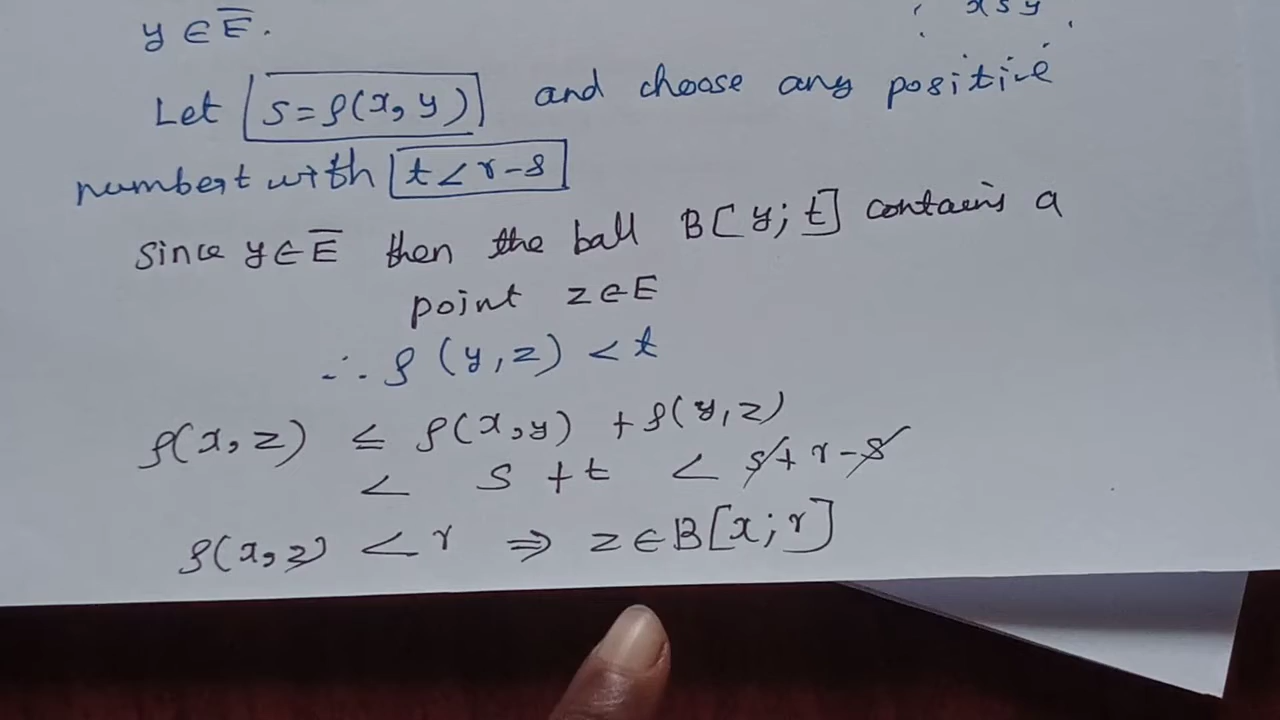 y ∈ E̅.
x s y
Let s = ρ(x, y) and choose any positive
number t with t < r - s
Since y ∈ E̅ then the ball B[y; t] contains a
point z ∈ E
∴ ρ(y, z) < t
ρ(x, z) ≤ ρ(x, y) + ρ(y, z)
< s + t < s + r - s
ρ(x, z) < r ⇒ z ∈ B[x; r]